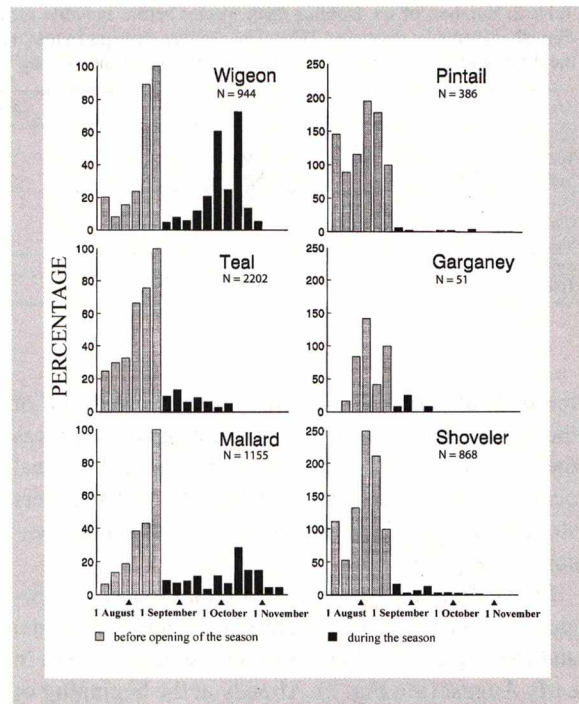 Wigeon
N = 944
100
80
60
40
20
0
Pintail
N = 386
250
200
150
100
50
0
PERCENTAGE
Teal
N = 2202
100
80
60
40
20
0
Garganey
N = 51
250
200
150
100
50
0
Mallard
N = 1155
100
80
60
40
20
0
Shoveler
N = 868
250
200
150
100
50
0
1 August 1 September 1 October 1 November
1 August 1 September 1 October 1 November
before opening of the season during the season